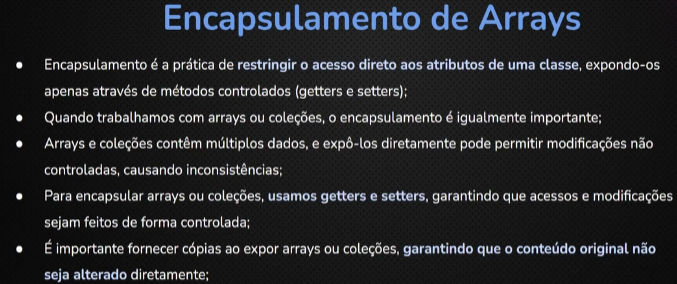 Encapsulamento de Arrays
● Encapsulamento é a prática de restringir o acesso direto aos atributos de uma classe, expondo-os
apenas através de métodos controlados (getters e setters);
● Quando trabalhamos com arrays ou coleções, o encapsulamento é igualmente importante;
● Arrays e coleções contêm múltiplos dados, e expô-los diretamente pode permitir modificações não
controladas, causando inconsistências;
● Para encapsular arrays ou coleções, usamos getters e setters, garantindo que acessos e modificações
sejam feitos de forma controlada;
● É importante fornecer cópias ao expor arrays ou coleções, garantindo que o conteúdo original não
seja alterado diretamente;